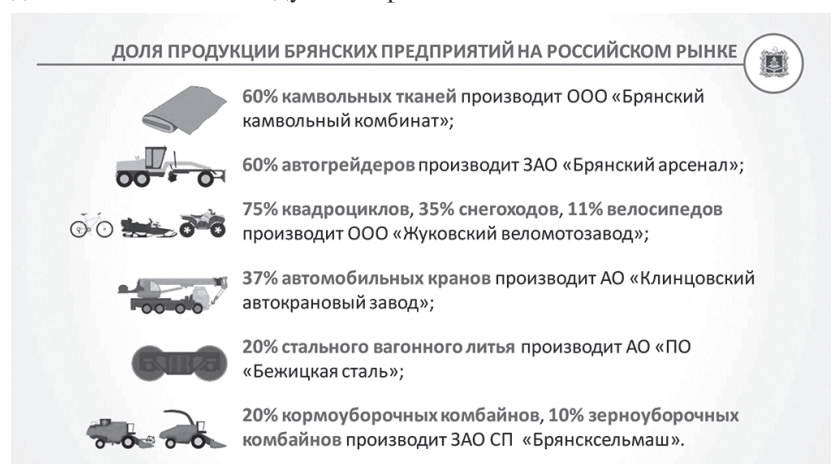 ДОЛЯ ПРОДУКЦИИ БРЯНСКИХ ПРЕДПРИЯТИЙ НА РОССИЙСКОМ РЫНКЕ
60% камвольных тканей производит ООО «Брянский
камвольный комбинат»;
60% автогрейдеров производит ЗАО «Брянский арсенал»;
75% квадроциклов, 35% снегоходов, 11% велосипедов
производит ООО «Жуковский веломотозавод»;
37% автомобильных кранов производит АО «Клинцовский
автокрановый завод»;
20% стального вагонного литья производит АО «ПО
«Бежицкая сталь»;
20% кормоуборочных комбайнов, 10% зерноуборочных
комбайнов производит ЗАО СП «Брянсксельмаш».